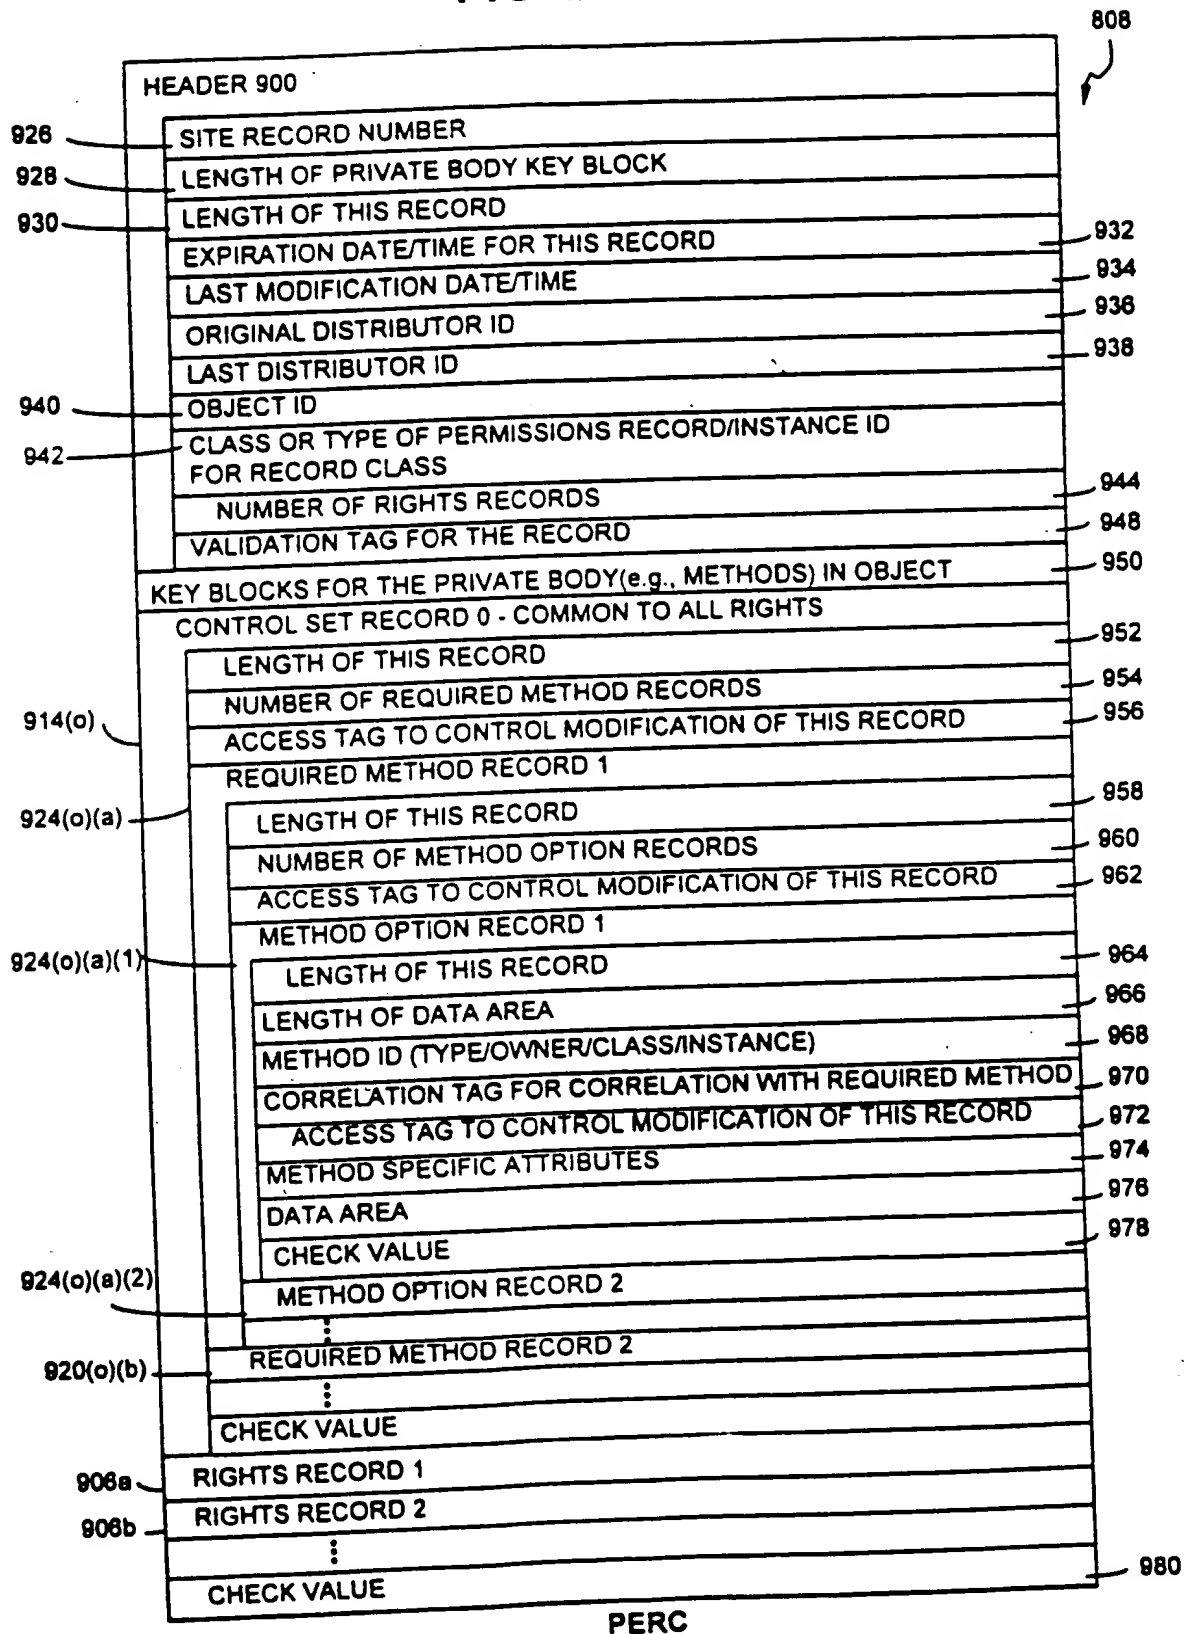 808
HEADER 900
926 SITE RECORD NUMBER
928 LENGTH OF PRIVATE BODY KEY BLOCK
930 LENGTH OF THIS RECORD
EXPIRATION DATE/TIME FOR THIS RECORD 932
LAST MODIFICATION DATE/TIME 934
ORIGINAL DISTRIBUTOR ID 936
LAST DISTRIBUTOR ID 938
940 OBJECT ID
942 CLASS OR TYPE OF PERMISSIONS RECORD/INSTANCE ID
FOR RECORD CLASS
NUMBER OF RIGHTS RECORDS 944
VALIDATION TAG FOR THE RECORD 948
KEY BLOCKS FOR THE PRIVATE BODY(e.g., METHODS) IN OBJECT 950
CONTROL SET RECORD 0 - COMMON TO ALL RIGHTS
LENGTH OF THIS RECORD 952
NUMBER OF REQUIRED METHOD RECORDS 954
914(o) ACCESS TAG TO CONTROL MODIFICATION OF THIS RECORD 956
REQUIRED METHOD RECORD 1
924(o)(a) LENGTH OF THIS RECORD 958
NUMBER OF METHOD OPTION RECORDS 960
ACCESS TAG TO CONTROL MODIFICATION OF THIS RECORD 962
METHOD OPTION RECORD 1
924(o)(a)(1) LENGTH OF THIS RECORD 964
LENGTH OF DATA AREA 966
METHOD ID (TYPE/OWNER/CLASS/INSTANCE) 968
CORRELATION TAG FOR CORRELATION WITH REQUIRED METHOD 970
ACCESS TAG TO CONTROL MODIFICATION OF THIS RECORD 972
METHOD SPECIFIC ATTRIBUTES 974
DATA AREA 976
CHECK VALUE 978
924(o)(a)(2) METHOD OPTION RECORD 2
REQUIRED METHOD RECORD 2
920(o)(b)
CHECK VALUE
906a RIGHTS RECORD 1
906b RIGHTS RECORD 2
CHECK VALUE 980
PERC